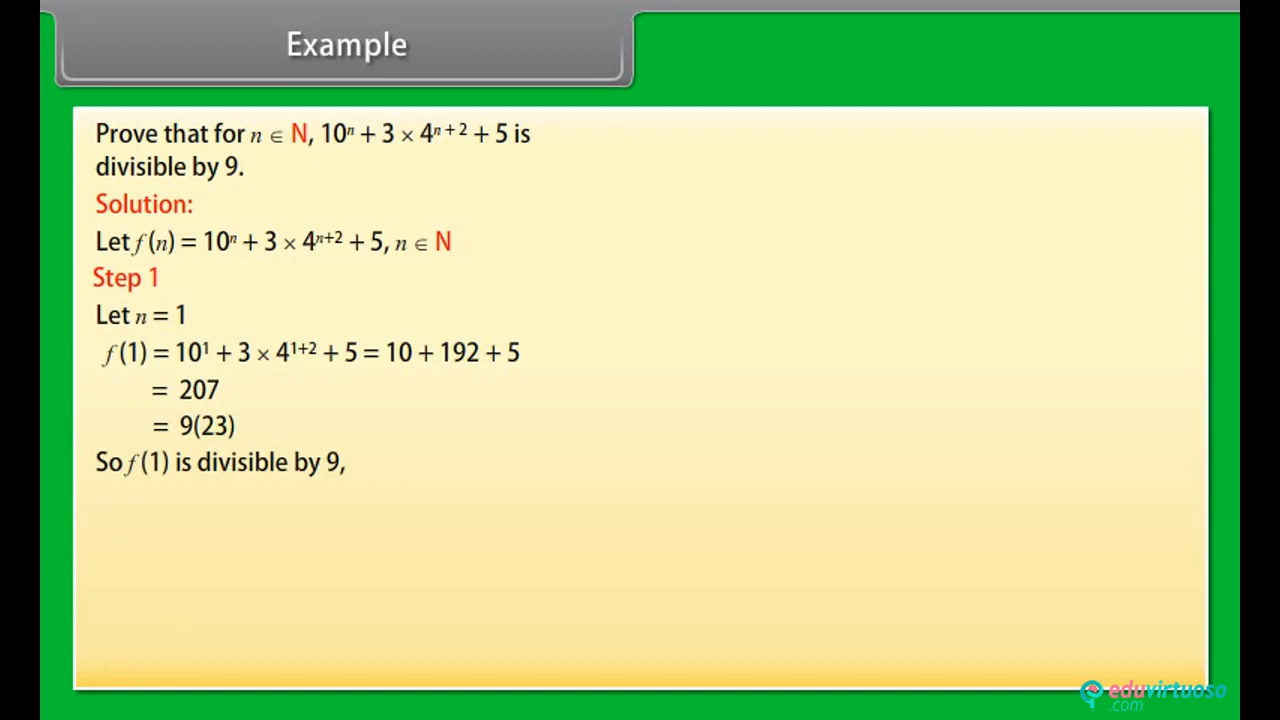 Example
Prove that for n ∈ N, 10ⁿ + 3 × 4ⁿ⁺² + 5 is
divisible by 9.
Solution:
Let f (n) = 10ⁿ + 3 × 4ⁿ⁺² + 5, n ∈ N
Step 1
Let n = 1
f (1) = 10¹ + 3 × 4¹⁺² + 5 = 10 + 192 + 5
= 207
= 9(23)
So f (1) is divisible by 9,
eduvirtuoso
.com